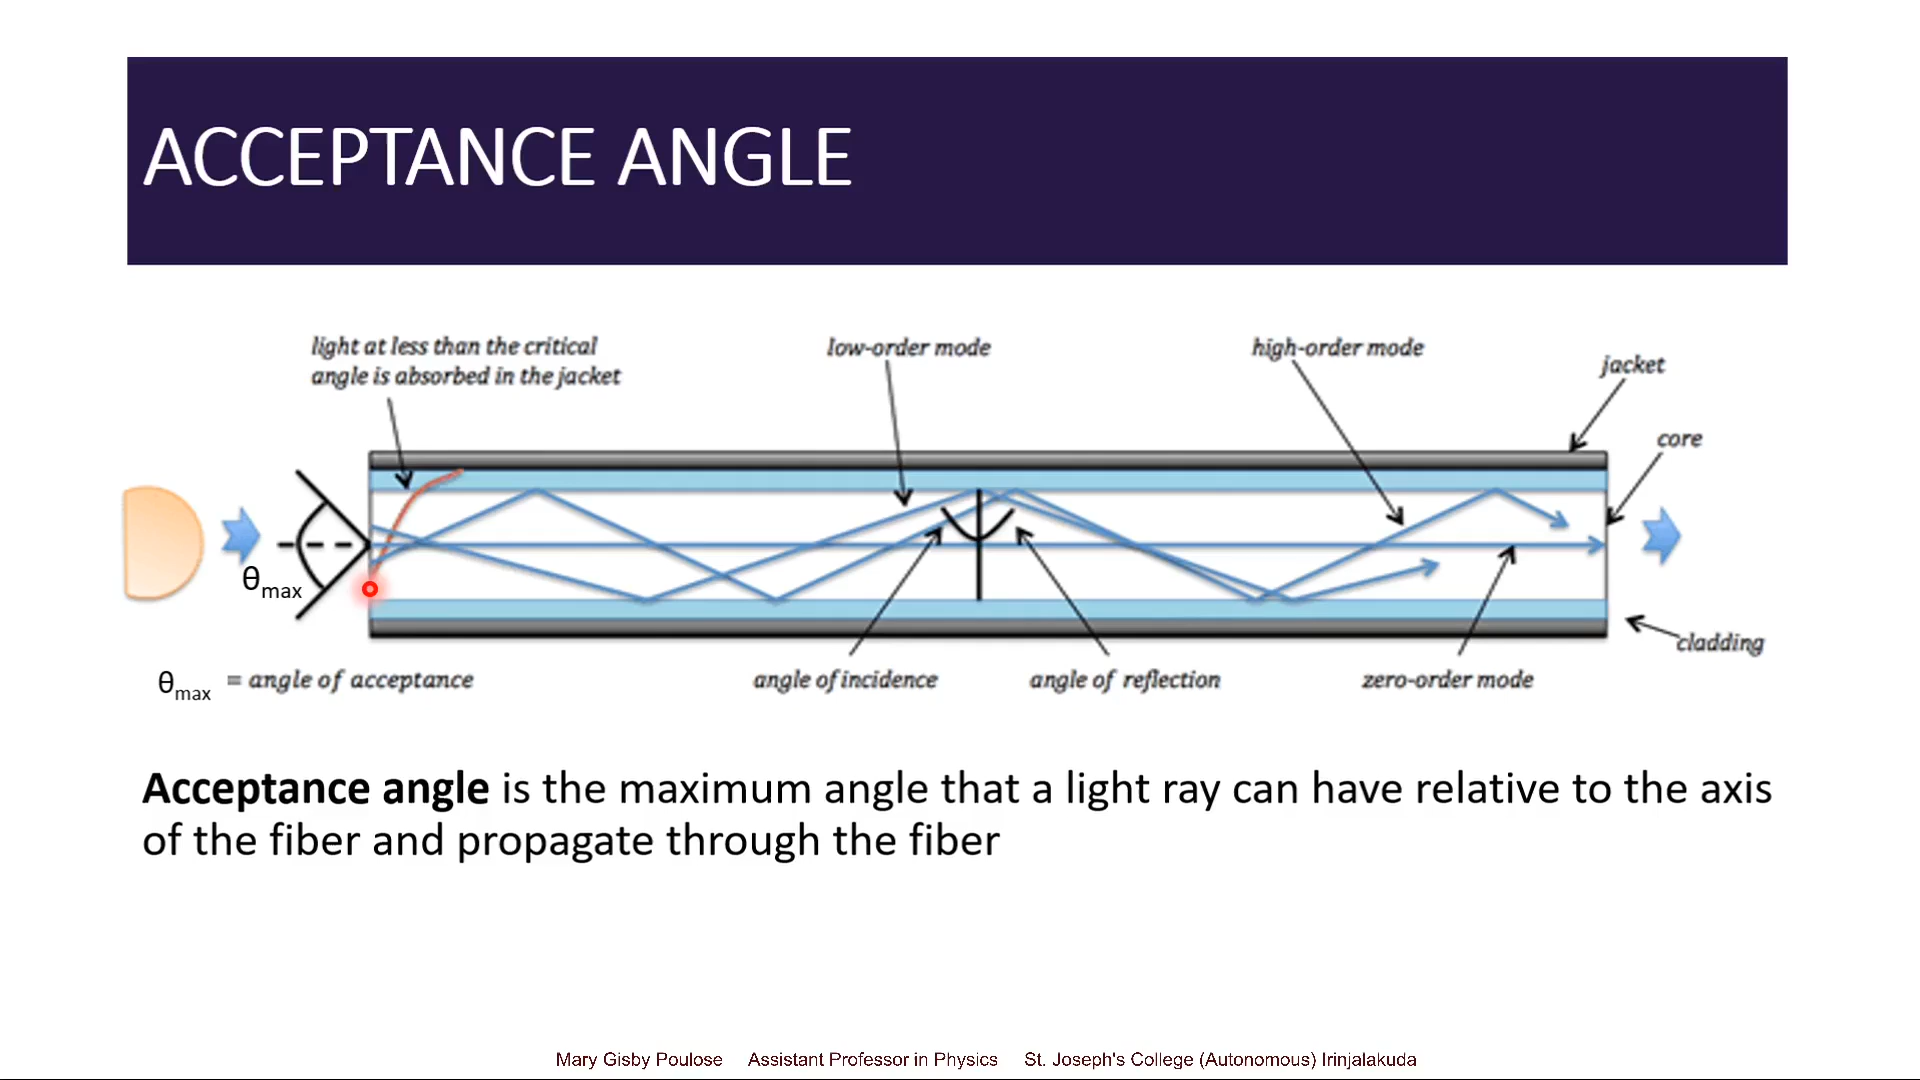 ACCEPTANCE ANGLE
light at less than the critical
angle is absorbed in the jacket
low-order mode
high-order mode
jacket
core
θmax
cladding
θmax = angle of acceptance
angle of incidence
angle of reflection
zero-order mode
Acceptance angle is the maximum angle that a light ray can have relative to the axis
of the fiber and propagate through the fiber
Mary Gisby Poulose Assistant Professor in Physics St. Joseph's College (Autonomous) Irinjalakuda